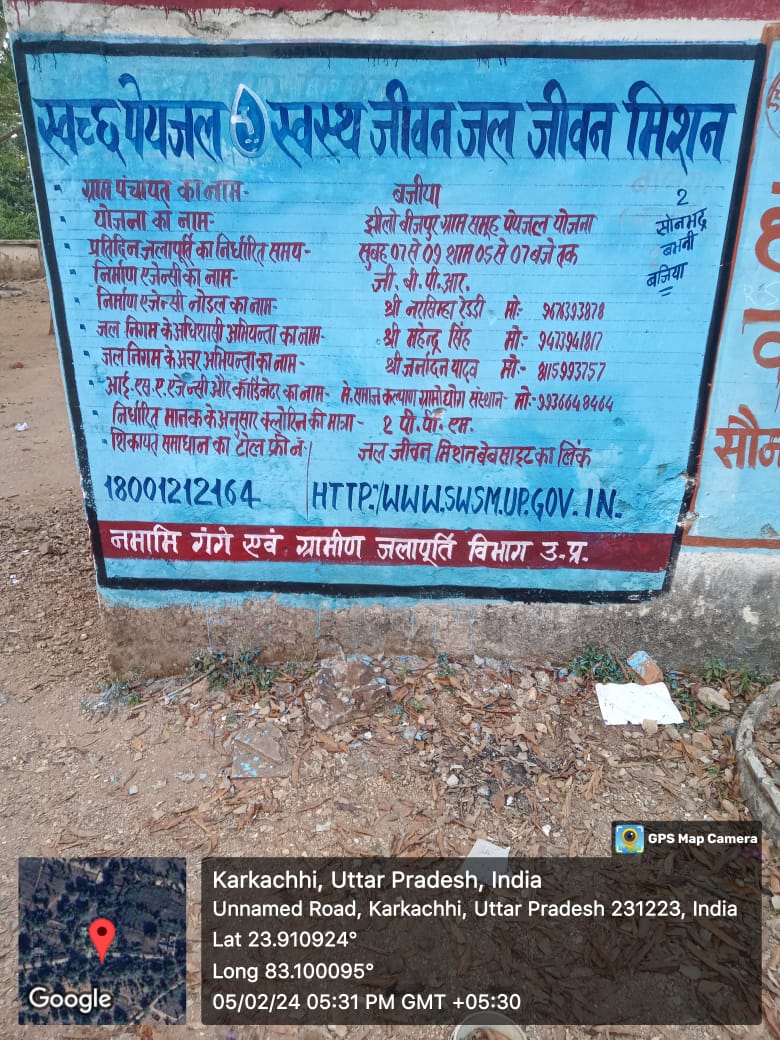 स्वच्छ पेयजल स्वस्थ जीवन जल जीवन मिशन
ग्राम पंचायत का नाम- बजीया
योजना का नाम- झीलो बीजपुर ग्राम समूह पेयजल योजना
प्रतिदिन जलापूर्ति का निर्धारित समय- सुबह 07 से 09 शाम 05 से 07 बजे तक
निर्माण एजेन्सी का नाम- जी. वी. पी. आर.
निर्माण एजेन्सी नोडल का नाम- श्री नरसिम्हा रेडडी मो:- 9676393878
जल निगम के अधिशासी अभियन्ता का नाम- श्री महेन्द्र सिंह मो:- 9473941817
जल निगम के अवर अभियन्ता का नाम- श्री जर्नादन यादव मो:- 8115993757
आई. एस. ए. एजेन्सी और कार्डिनेटर का नाम- मे. समाज कल्याण ग्रामोद्योग संस्थान- मो:-9936648464
निर्धारित मानक के अनुसार क्लोरिन की मात्रा- 2 पी. पी. एम.
शिकायत समाधान का टोल फ्री नं. जल जीवन मिशन वेबसाइट का लिंक
18001212164 HTTP:/WWW.SWSM.UP.GOV.IN.
नमामि गंगे एवं ग्रामीण जलापूर्ति विभाग उ.प्र.
2
सोनभद्र
बभनी
बजिया
GPS Map Camera
Karkachhi, Uttar Pradesh, India
Unnamed Road, Karkachhi, Uttar Pradesh 231223, India
Lat 23.910924°
Long 83.100095°
05/02/24 05:31 PM GMT +05:30
Google